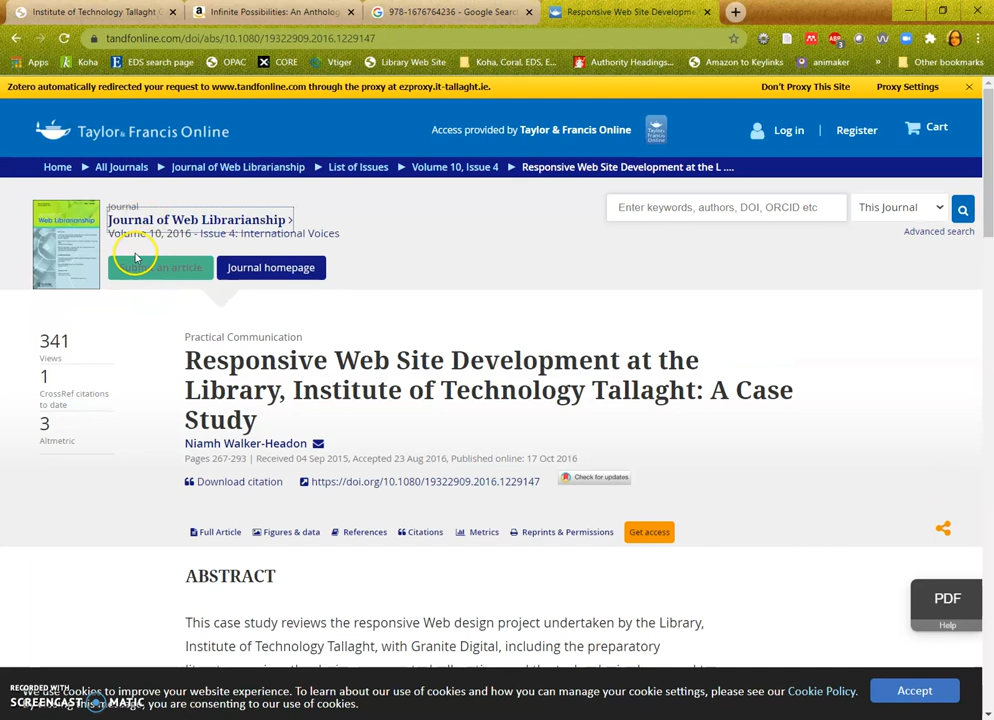 Institute of Technology Tallaght
Infinite Possibilities: An Antholog
978-1676764236 - Google Searc
Responsive Web Site Developme
tandfonline.com/doi/abs/10.1080/19322909.2016.1229147
Apps Koha EDS search page OPAC CORE Vtiger Library Web Site Koha, Coral, EDS, E... Authority Headings... Amazon to Keylinks animaker » Other bookmarks
Zotero automatically redirected your request to www.tandfonline.com through the proxy at ezproxy.it-tallaght.ie. Don't Proxy This Site Proxy Settings
Taylor & Francis Online
Access provided by Taylor & Francis Online
Log in | Register Cart
Home All Journals Journal of Web Librarianship List of Issues Volume 10, Issue 4 Responsive Web Site Development at the L ....
Web Librarianship
Journal
Journal of Web Librarianship >
Volume 10, 2016 - Issue 4: International Voices
Enter keywords, authors, DOI, ORCID etc
This Journal
Advanced search
Submit an article
Journal homepage
341
Views
1
CrossRef citations
to date
3
Altmetric
Practical Communication
Responsive Web Site Development at the
Library, Institute of Technology Tallaght: A Case
Study
Niamh Walker-Headon
Pages 267-293 | Received 04 Sep 2015, Accepted 23 Aug 2016, Published online: 17 Oct 2016
Download citation https://doi.org/10.1080/19322909.2016.1229147 Check for updates
Full Article Figures & data References Citations Metrics Reprints & Permissions Get access
ABSTRACT
This case study reviews the responsive Web design project undertaken by the Library,
Institute of Technology Tallaght, with Granite Digital, including the preparatory
PDF
Help
We use cookies to improve your website experience. To learn about our use of cookies and how you can manage your cookie settings, please see our Cookie Policy.
you are consenting to our use of cookies.
Accept
RECORDED WITH
SCREENCAST MATIC